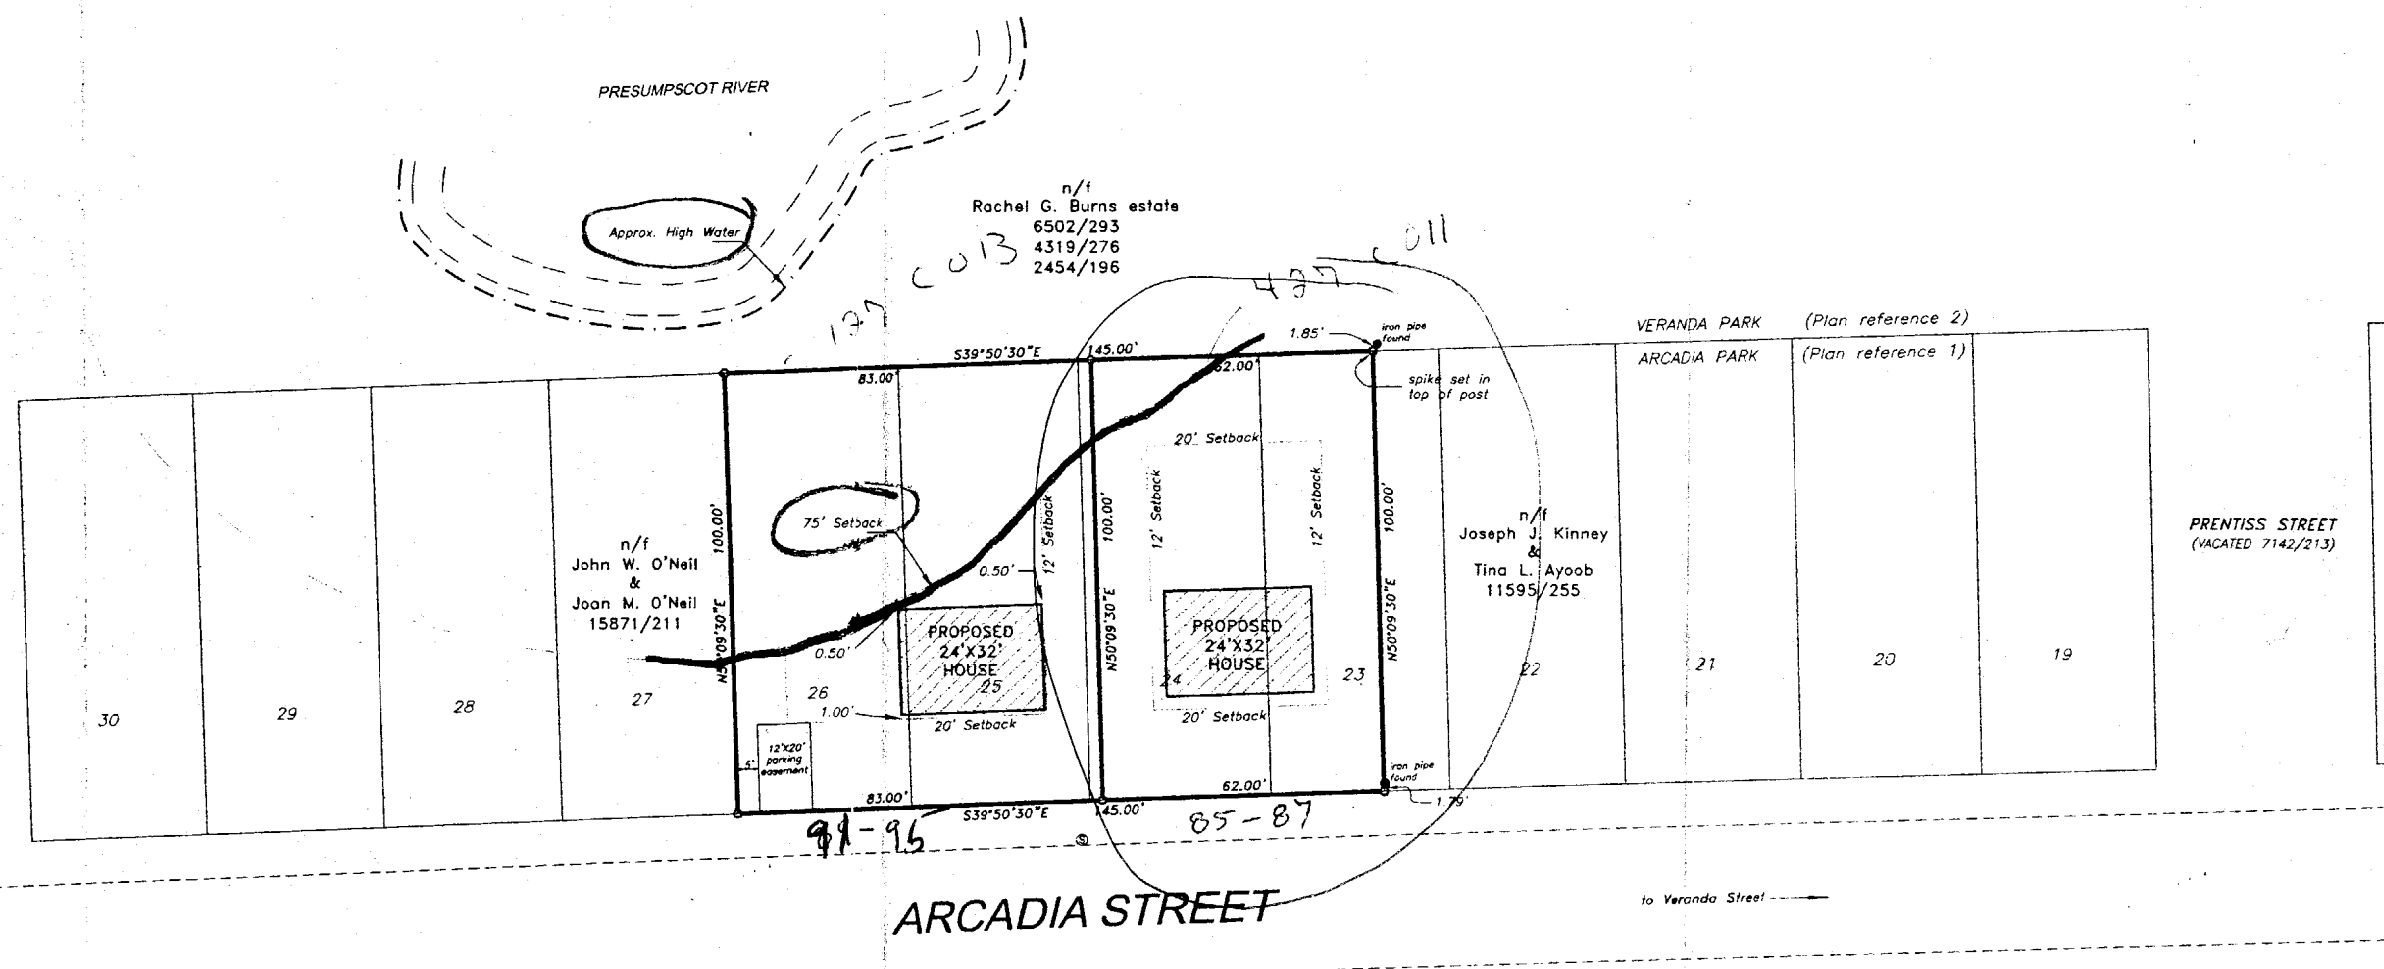 PRESUMPSCOT RIVER
Approx. High Water
n/f
Rachel G. Burns estate
6502/293
4319/276
2454/196
C 013
C 011
VERANDA PARK (Plan reference 2)
ARCADIA PARK (Plan reference 1)
1.85'
iron pipe
found
spike set in
top of post
S39°50'30"E
145.00'
83.00'
62.00'
20' Setback
12' Setback
12' Setback
12' Setback
75' Setback
100.00'
100.00'
100.00'
N50°09'30"E
N50°09'30"E
N50°09'30"E
0.50'
0.50'
1.00'
n/f
John W. O'Neil
&
Joan M. O'Neil
15871/211
n/f
Joseph J. Kinney
&
Tina L. Ayoob
11595/255
PRENTISS STREET
(VACATED 7142/213)
PROPOSED
24'X32'
HOUSE
PROPOSED
24'X32'
HOUSE
30
29
28
27
26
25
24
23
22
21
20
19
20' Setback
20' Setback
12'X20'
parking
easement
5'
83.00'
S39°50'30"E
145.00'
62.00'
iron pipe
found
1.79'
85-87
S
ARCADIA STREET
to Veranda Street